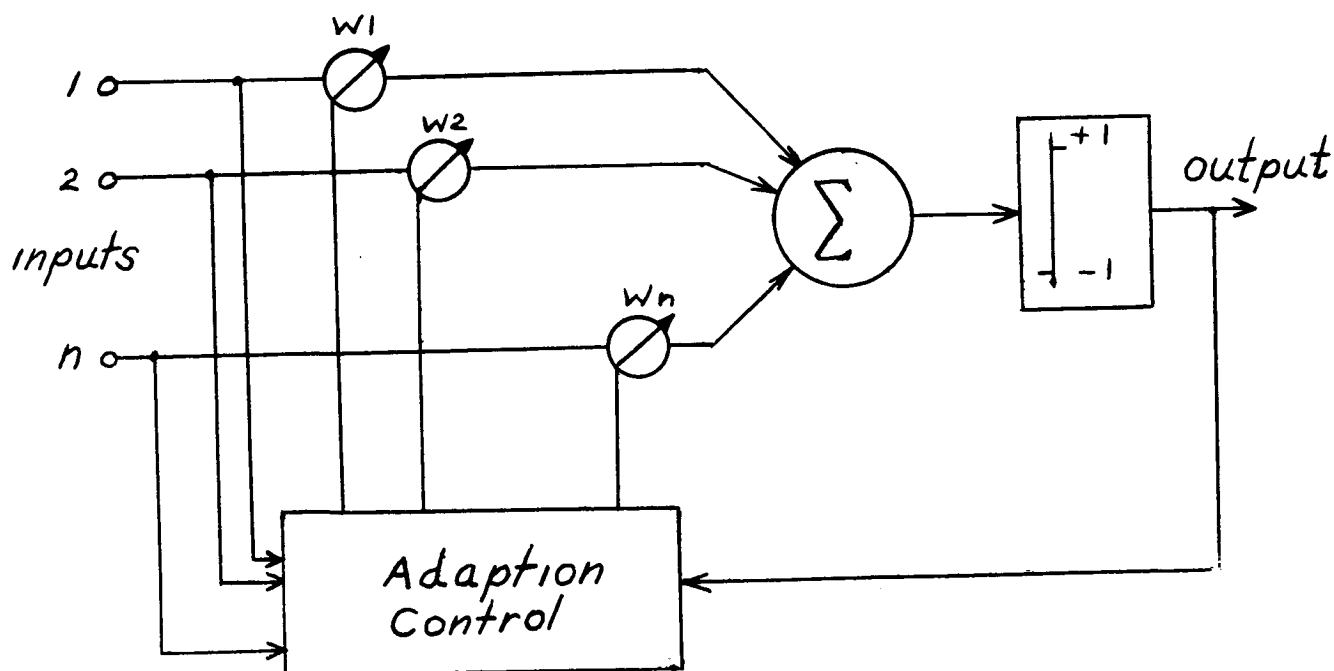 W1
1
W2
2
inputs
Wn
n
Σ
+1
-1
output
Adaption
Control